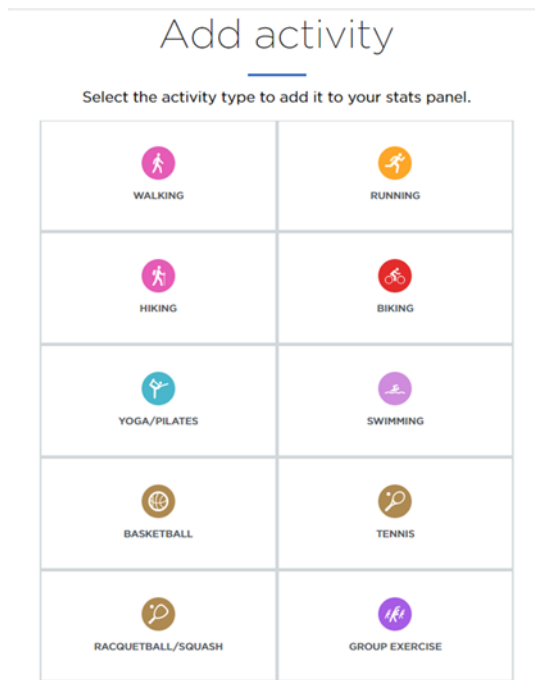 Add activity
Select the activity type to add it to your stats panel.
WALKING
RUNNING
HIKING
BIKING
YOGA/PILATES
SWIMMING
BASKETBALL
TENNIS
RACQUETBALL/SQUASH
GROUP EXERCISE